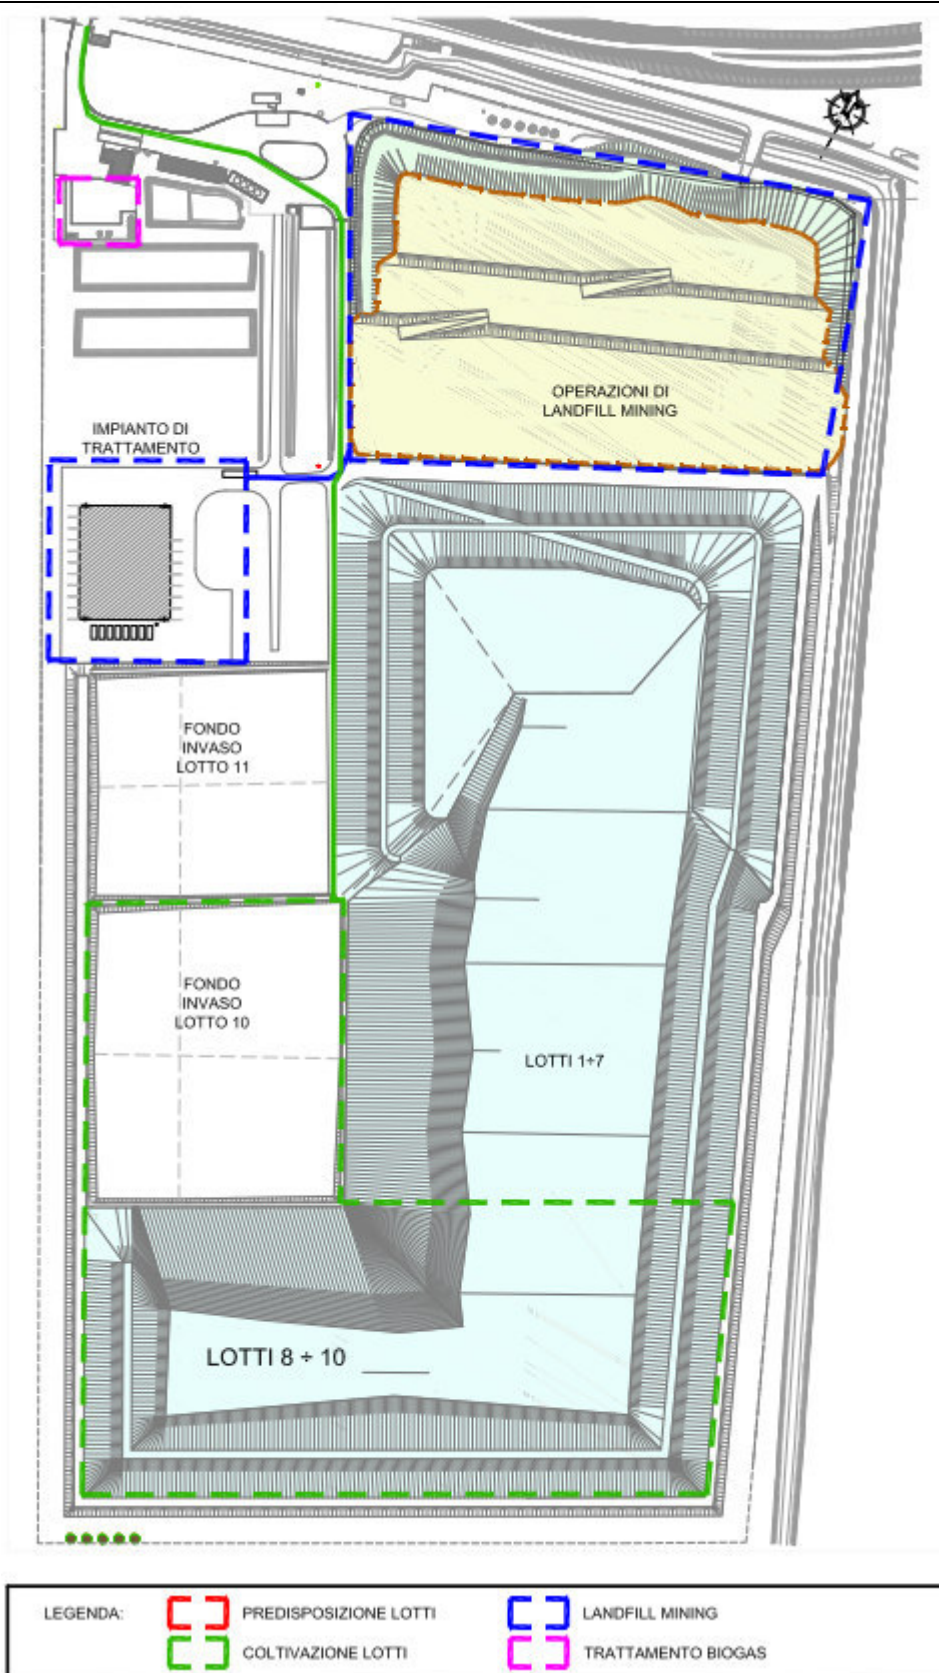 OPERAZIONI DI
LANDFILL MINING
IMPIANTO DI
TRATTAMENTO
FONDO
INVASO
LOTTO 11
FONDO
INVASO
LOTTO 10
LOTTI 1÷7
LOTTI 8 ÷ 10
LEGENDA:
PREDISPOSIZIONE LOTTI
LANDFILL MINING
COLTIVAZIONE LOTTI
TRATTAMENTO BIOGAS